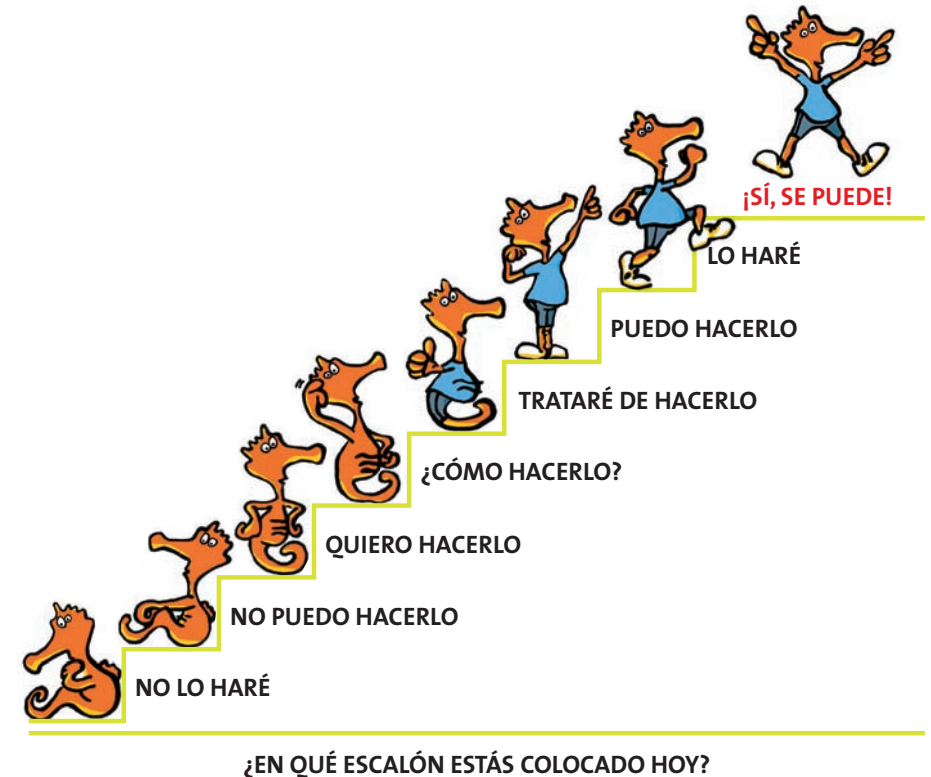 ¡SÍ, SE PUEDE!
LO HARÉ
PUEDO HACERLO
TRATARÉ DE HACERLO
¿CÓMO HACERLO?
QUIERO HACERLO
NO PUEDO HACERLO
NO LO HARÉ
¿EN QUÉ ESCALÓN ESTÁS COLOCADO HOY?